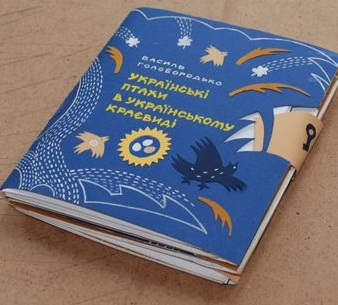 ВАСИЛЬ
ГОЛОБОРОДЬКО
УКРАЇНСЬКІ
ПТАХИ
В УКРАЇНСЬКОМУ
КРАЄВИДІ